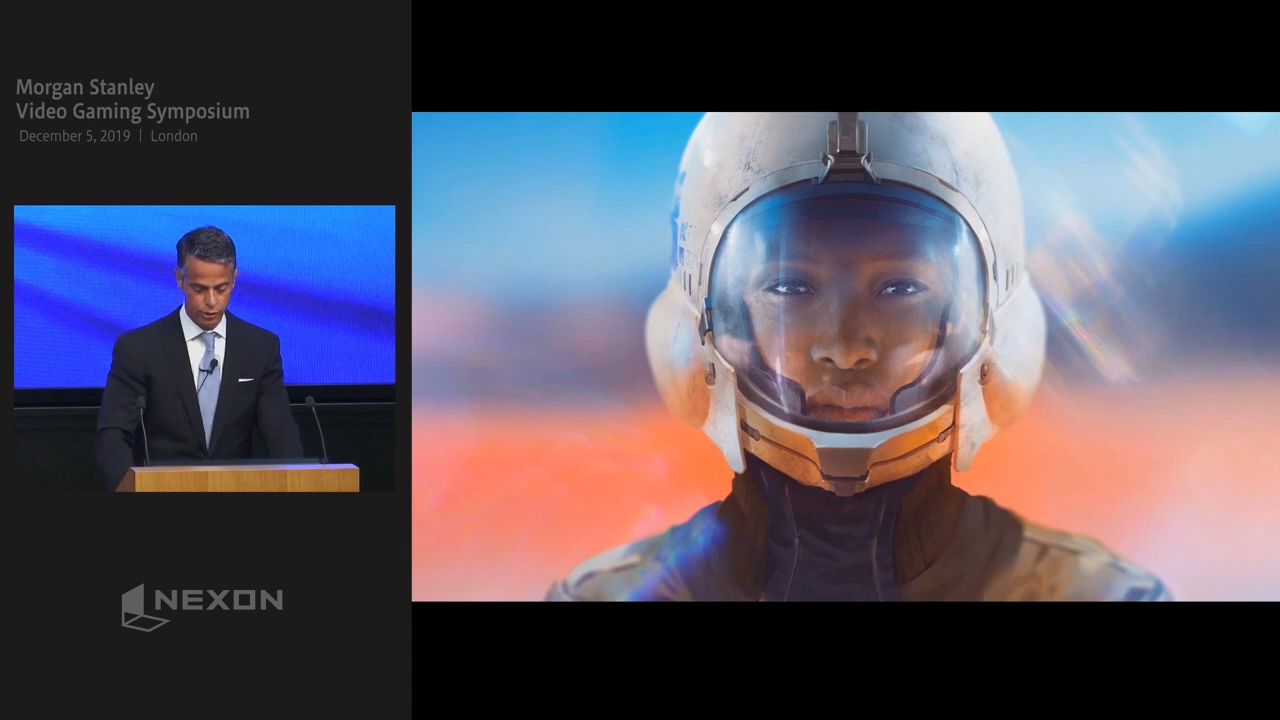 Morgan Stanley
Video Gaming Symposium
December 5, 2019 | London
NEXON